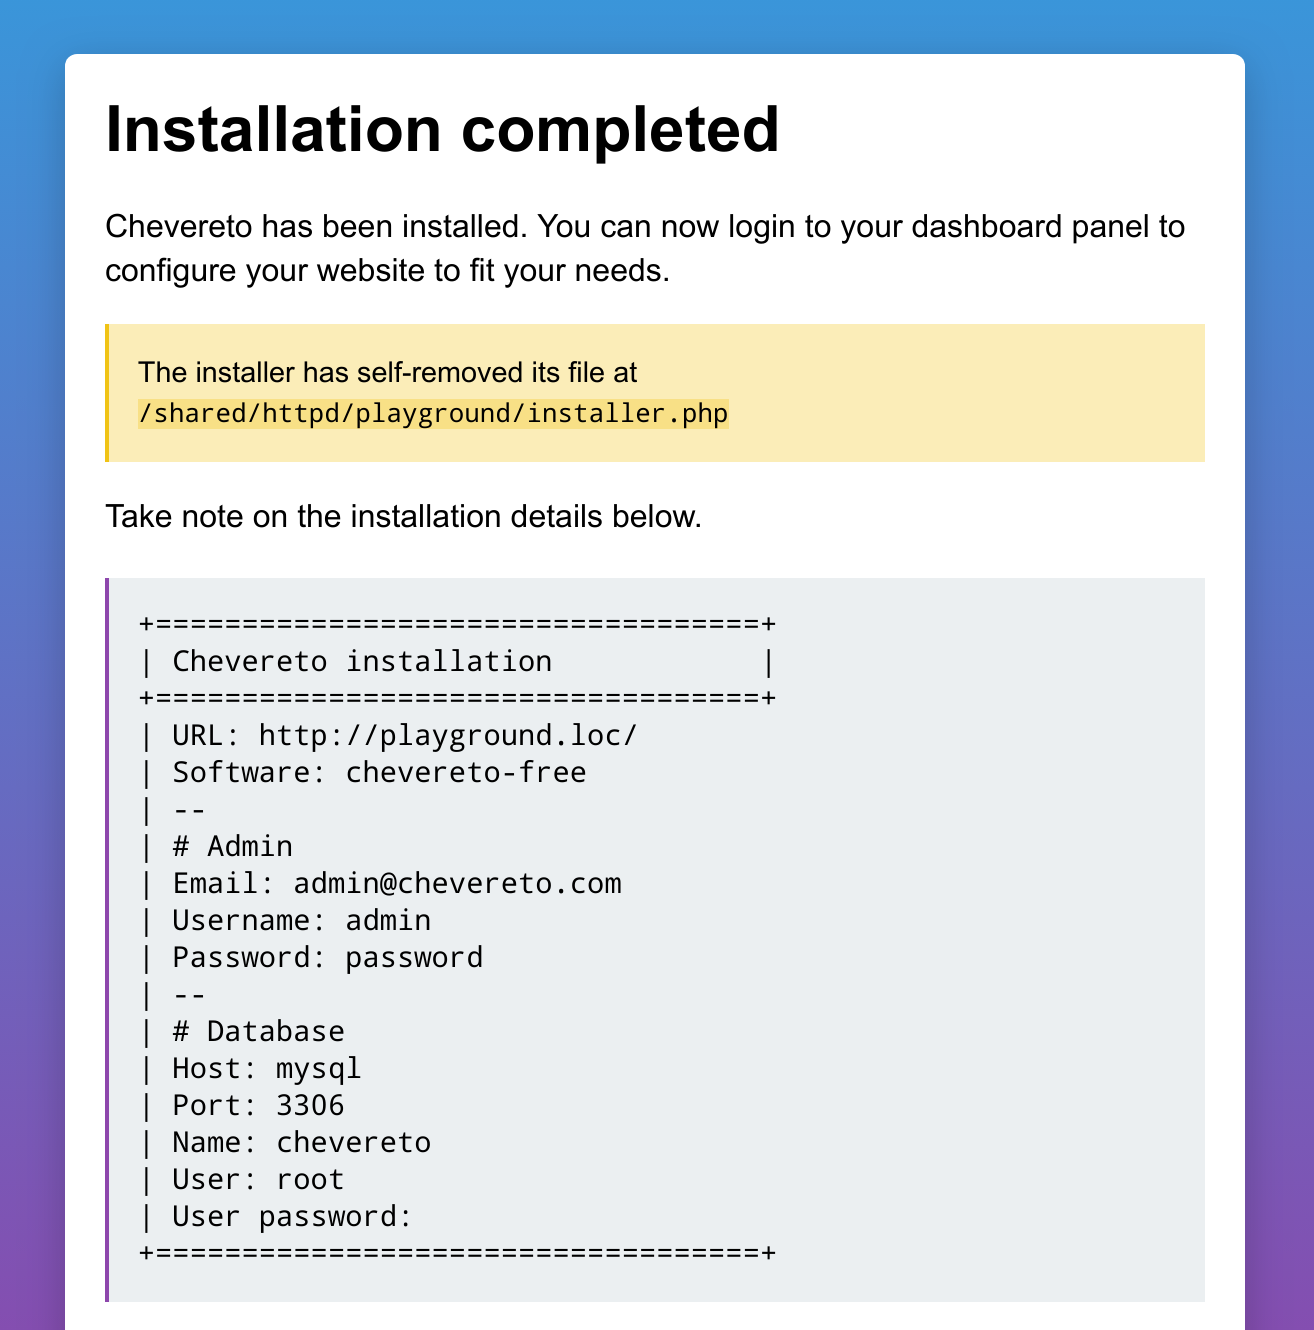 Installation completed
Chevereto has been installed. You can now login to your dashboard panel to
configure your website to fit your needs.
The installer has self-removed its file at
/shared/httpd/playground/installer.php
Take note on the installation details below.
+===================================+
| Chevereto installation            |
+===================================+
| URL: http://playground.loc/
| Software: chevereto-free
| --
| # Admin
| Email: admin@chevereto.com
| Username: admin
| Password: password
| --
| # Database
| Host: mysql
| Port: 3306
| Name: chevereto
| User: root
| User password:
+===================================+